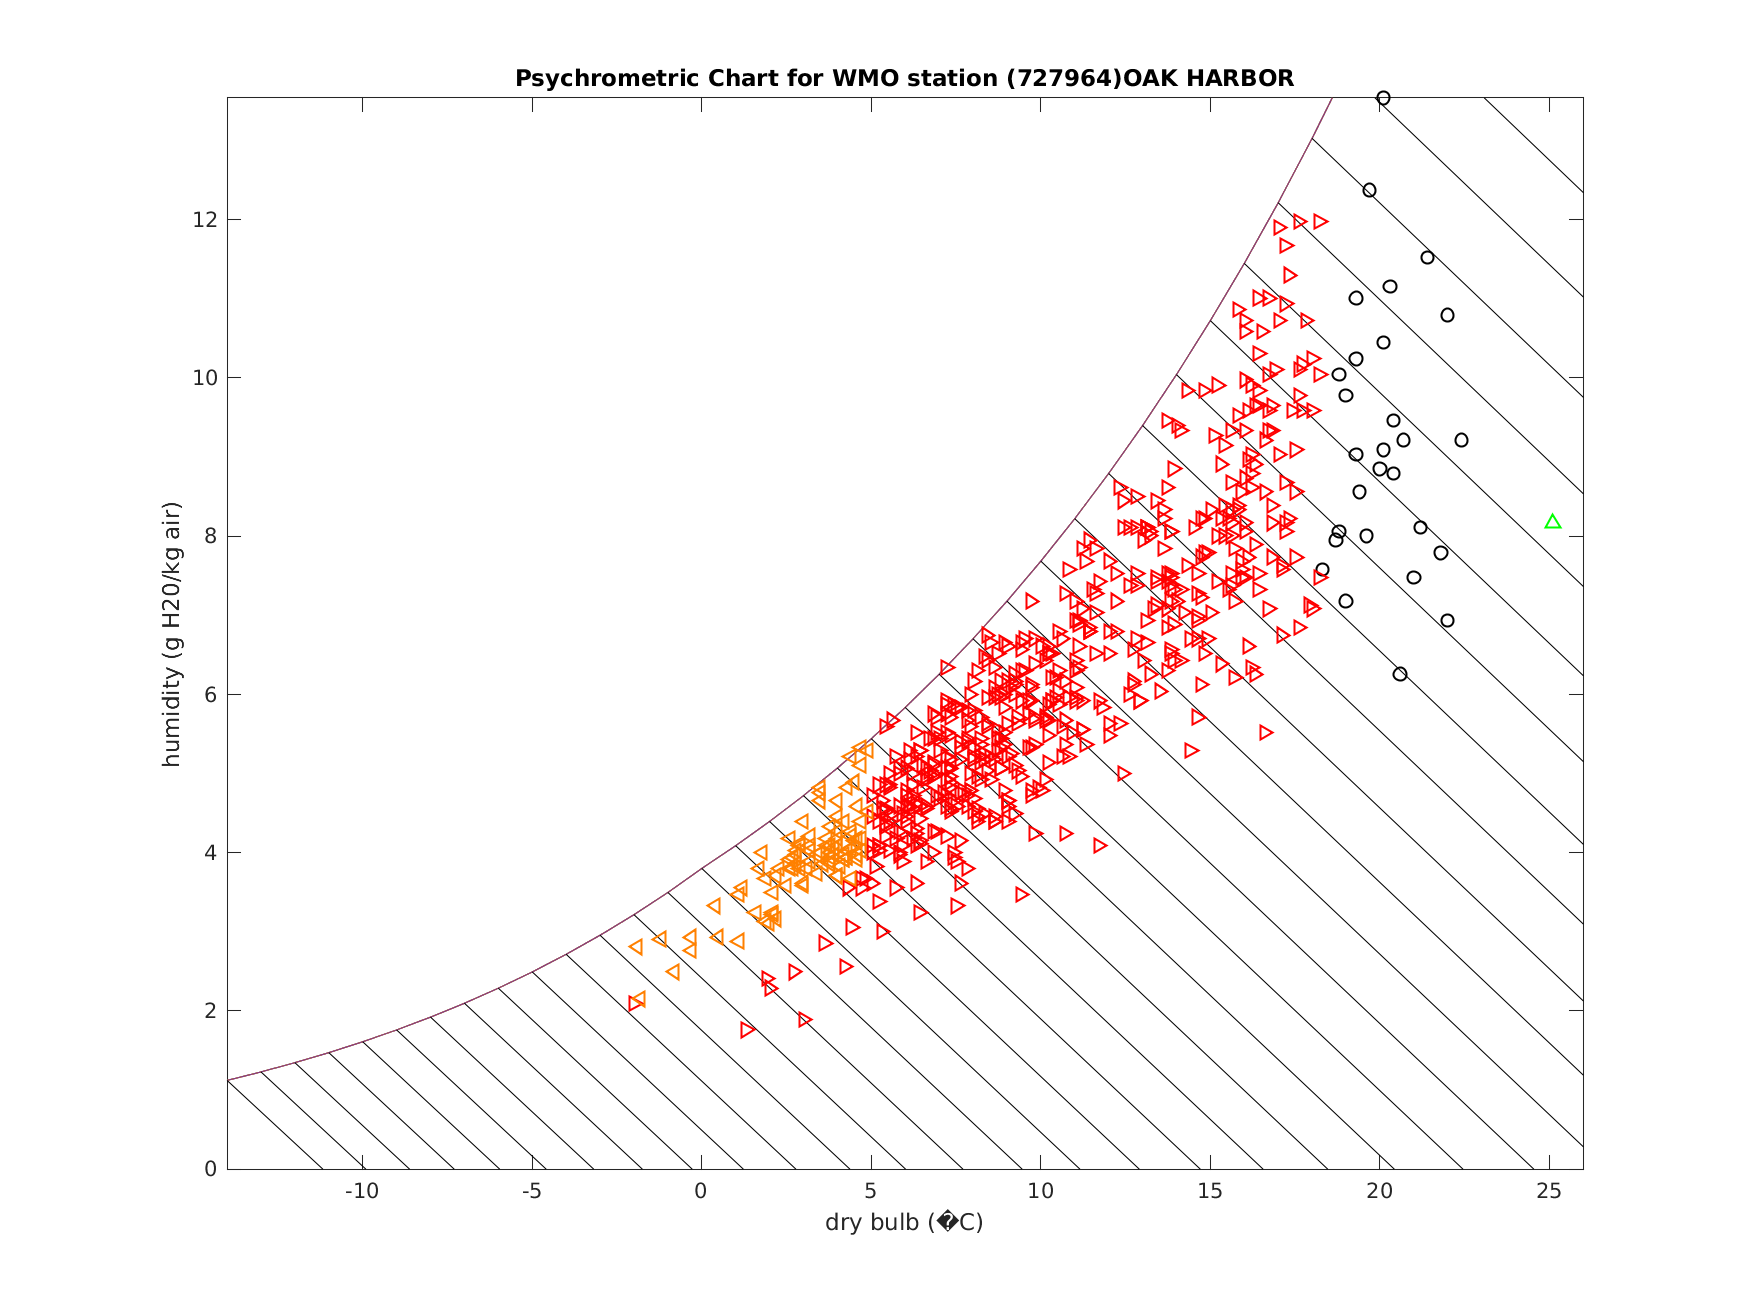 Psychrometric Chart for WMO station (727964)OAK HARBOR
humidity (g H20/kg air)
12
10
8
6
4
2
0
-10 -5 0 5 10 15 20 25
dry bulb (�C)